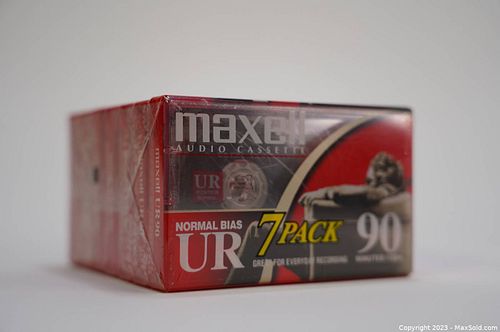 maxell
AUDIO CASSETTE
UR
NORMAL BIAS
UR
7 PACK
90
GREAT FOR EVERYDAY RECORDING
MINUTES
maxell UR 90
Copyright 2023 - MaxSold.com